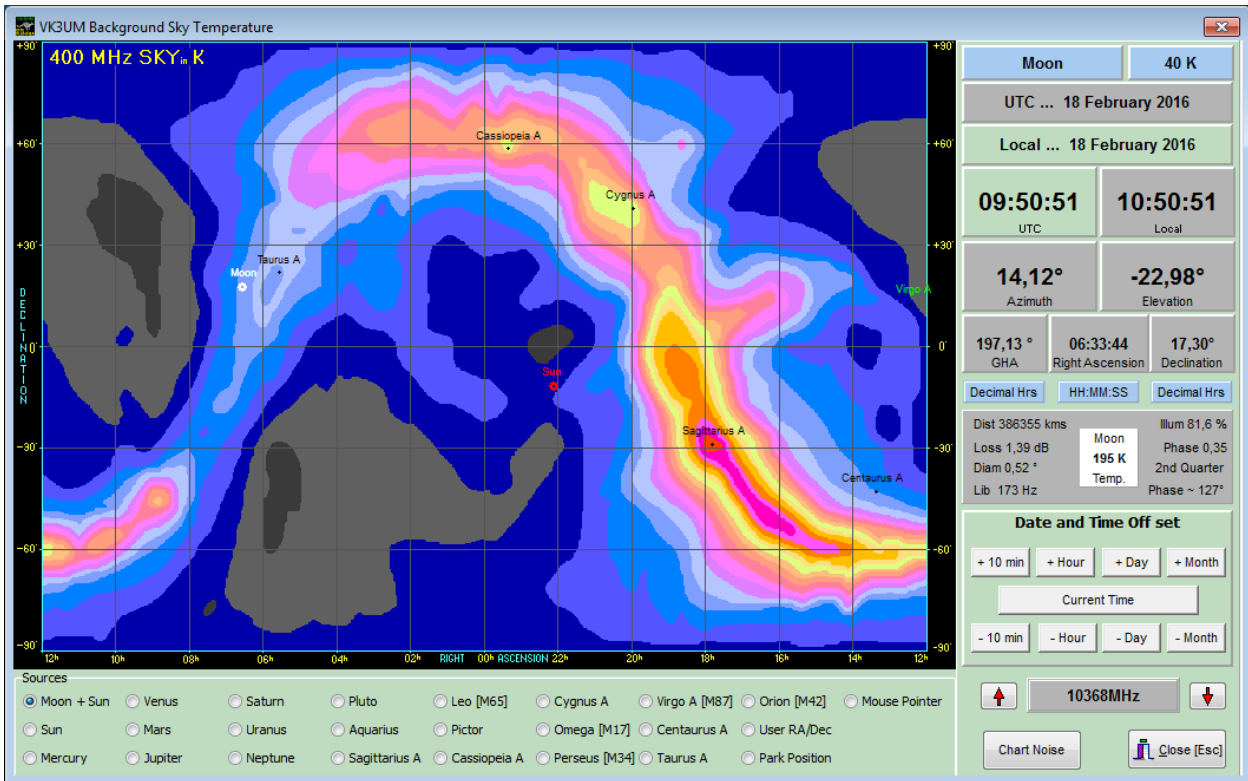 VK3UM Background Sky Temperature
400 MHz SKY in K
+90° +90°
+60° +60°
+30° +30°
0° 0°
-30° -30°
-60° -60°
-90° -90°
DECLINATION
Cassiopeia A
Cygnus A
Taurus A
Moon
Virgo A
Sun
Sagittarius A
Centaurus A
12h 10h 08h 06h 04h 02h RIGHT 00h ASCENSION 22h 20h 18h 16h 14h 12h
Moon 40 K
UTC ... 18 February 2016
Local ... 18 February 2016
09:50:51 10:50:51
UTC Local
14,12° -22,98°
Azimuth Elevation
197,13 ° 06:33:44 17,30°
GHA Right Ascension Declination
Decimal Hrs HH:MM:SS Decimal Hrs
Dist 386355 kms Illum 81,6 %
Loss 1,39 dB Moon Phase 0,35
Diam 0,52 ° 195 K 2nd Quarter
Lib 173 Hz Temp. Phase ~ 127°
Date and Time Off set
+ 10 min + Hour + Day + Month
Current Time
- 10 min - Hour - Day - Month
10368MHz
Chart Noise Close [Esc]
Sources
Moon + Sun Venus Saturn Pluto Leo [M65] Cygnus A Virgo A [M87] Orion [M42] Mouse Pointer
Sun Mars Uranus Aquarius Pictor Omega [M17] Centaurus A User RA/Dec
Mercury Jupiter Neptune Sagittarius A Cassiopeia A Perseus [M34] Taurus A Park Position